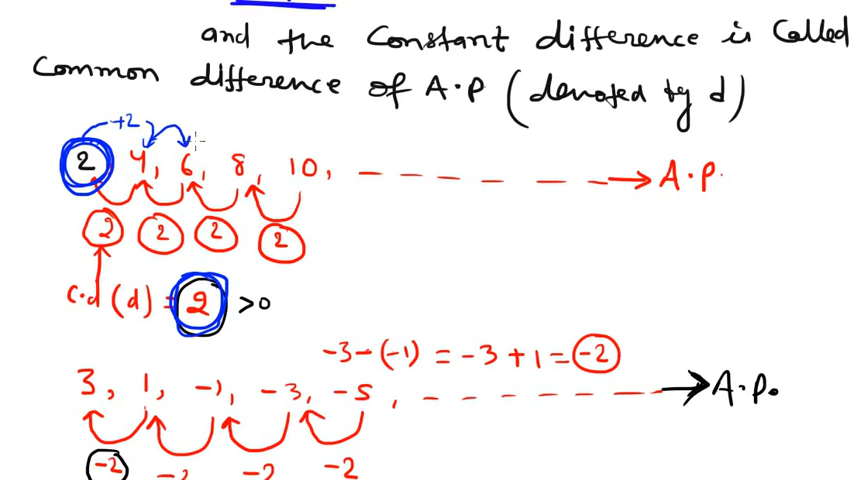 and the Constant difference is Called
Common difference of A.P (denoted by d)
+2
2 4, 6, 8, 10, - - - - - - → A.P.
2 2 2 2
C.d (d) = 2 >0
-3-(-1) = -3+1 = -2
3, 1, -1, -3, -5, - - - - - - → A.P.
-2 -2 -2 -2